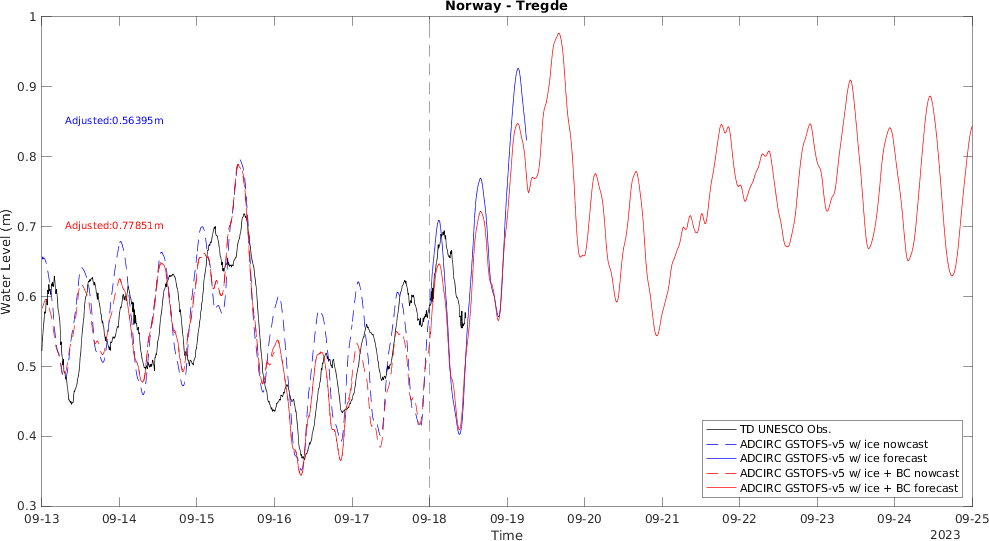 Norway - Tregde
1
0.9
0.8
0.7
0.6
0.5
0.4
0.3
Water Level (m)
Adjusted:0.56395m
Adjusted:0.77851m
TD UNESCO Obs.
ADCIRC GSTOFS-v5 w/ ice nowcast
ADCIRC GSTOFS-v5 w/ ice forecast
ADCIRC GSTOFS-v5 w/ ice + BC nowcast
ADCIRC GSTOFS-v5 w/ ice + BC forecast
09-13 09-14 09-15 09-16 09-17 09-18 09-19 09-20 09-21 09-22 09-23 09-24 09-25
Time
2023